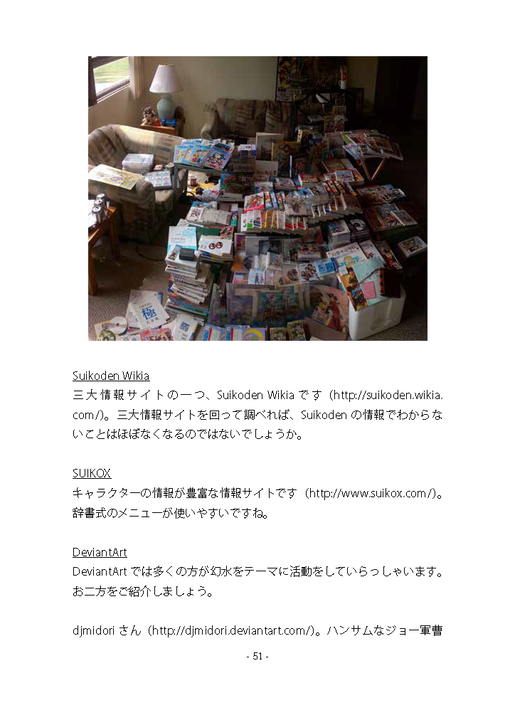 極
Suikoden Wikia
三大情報サイトの一つ、Suikoden Wikia です（http://suikoden.wikia.
com/）。三大情報サイトを回って調べれば、Suikoden の情報でわからな
いことはほぼなくなるのではないでしょうか。
SUIKOX
キャラクターの情報が豊富な情報サイトです（http://www.suikox.com/）。
辞書式のメニューが使いやすいですね。
DeviantArt
DeviantArt では多くの方が幻水をテーマに活動をしていらっしゃいます。
お二方をご紹介しましょう。
djmidori さん（http://djmidori.deviantart.com/）。ハンサムなジョー軍曹
- 51 -